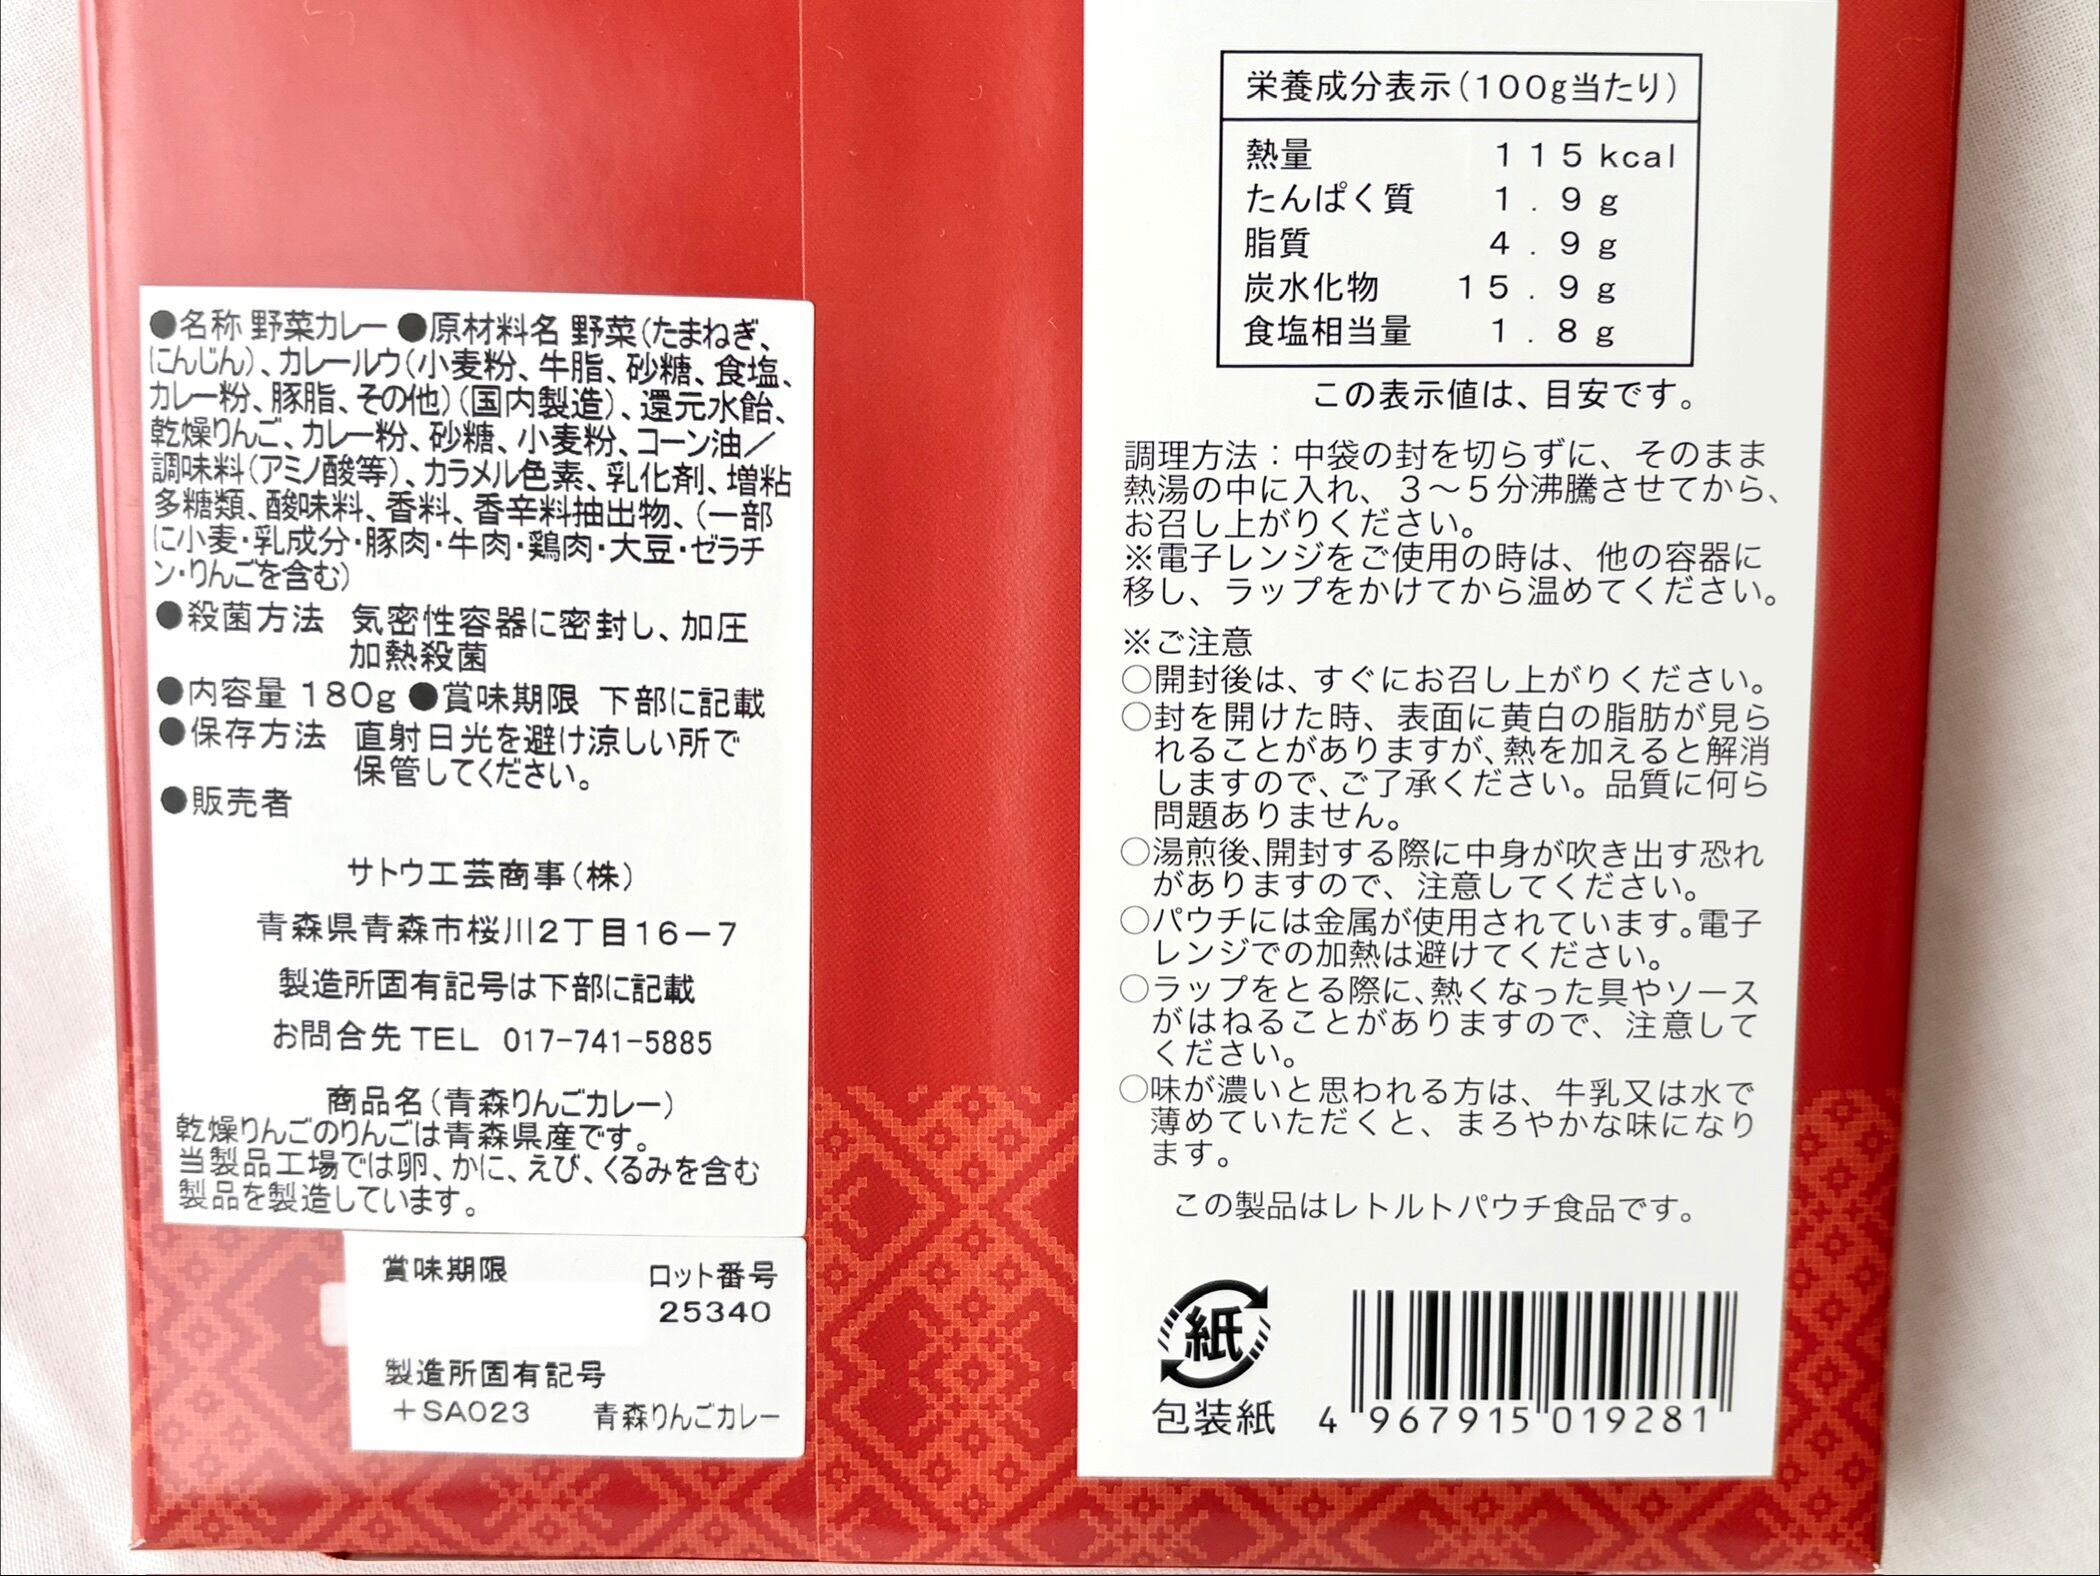 ●名称 野菜カレー ●原材料名 野菜(たまねぎ、
にんじん)、カレールウ(小麦粉、牛脂、砂糖、食塩、
カレー粉、豚脂、その他)(国内製造)、還元水飴、
乾燥りんご、カレー粉、砂糖、小麦粉、コーン油／
調味料(アミノ酸等)、カラメル色素、乳化剤、増粘
多糖類、酸味料、香料、香辛料抽出物、(一部
に小麦・乳成分・豚肉・牛肉・鶏肉・大豆・ゼラチ
ン・りんごを含む)
●殺菌方法 気密性容器に密封し、加圧
加熱殺菌
●内容量 180g ●賞味期限 下部に記載
●保存方法 直射日光を避け涼しい所で
保管してください。
●販売者
サトウ工芸商事(株)
青森県青森市桜川2丁目16－7
製造所固有記号は下部に記載
お問合先 TEL 017-741-5885
商品名(青森りんごカレー)
乾燥りんごのりんごは青森県産です。
当製品工場では卵、かに、えび、くるみを含む
製品を製造しています。
賞味期限 ロット番号
25340
製造所固有記号
＋SA023 青森りんごカレー
栄養成分表示(100g当たり)
熱量 115kcal
たんぱく質 1.9g
脂質 4.9g
炭水化物 15.9g
食塩相当量 1.8g
この表示値は、目安です。
調理方法：中袋の封を切らずに、そのまま
熱湯の中に入れ、3～5分沸騰させてから、
お召し上がりください。
※電子レンジをご使用の時は、他の容器に
移し、ラップをかけてから温めてください。
※ご注意
○開封後は、すぐにお召し上がりください。
○封を開けた時、表面に黄白の脂肪が見ら
れることがありますが、熱を加えると解消
しますので、ご了承ください。品質に何ら
問題ありません。
○湯煎後、開封する際に中身が吹き出す恐れ
がありますので、注意してください。
○パウチには金属が使用されています。電子
レンジでの加熱は避けてください。
○ラップをとる際に、熱くなった具やソース
がはねることがありますので、注意して
ください。
○味が濃いと思われる方は、牛乳又は水で
薄めていただくと、まろやかな味になり
ます。
この製品はレトルトパウチ食品です。
紙
包装紙
4 967915 019281